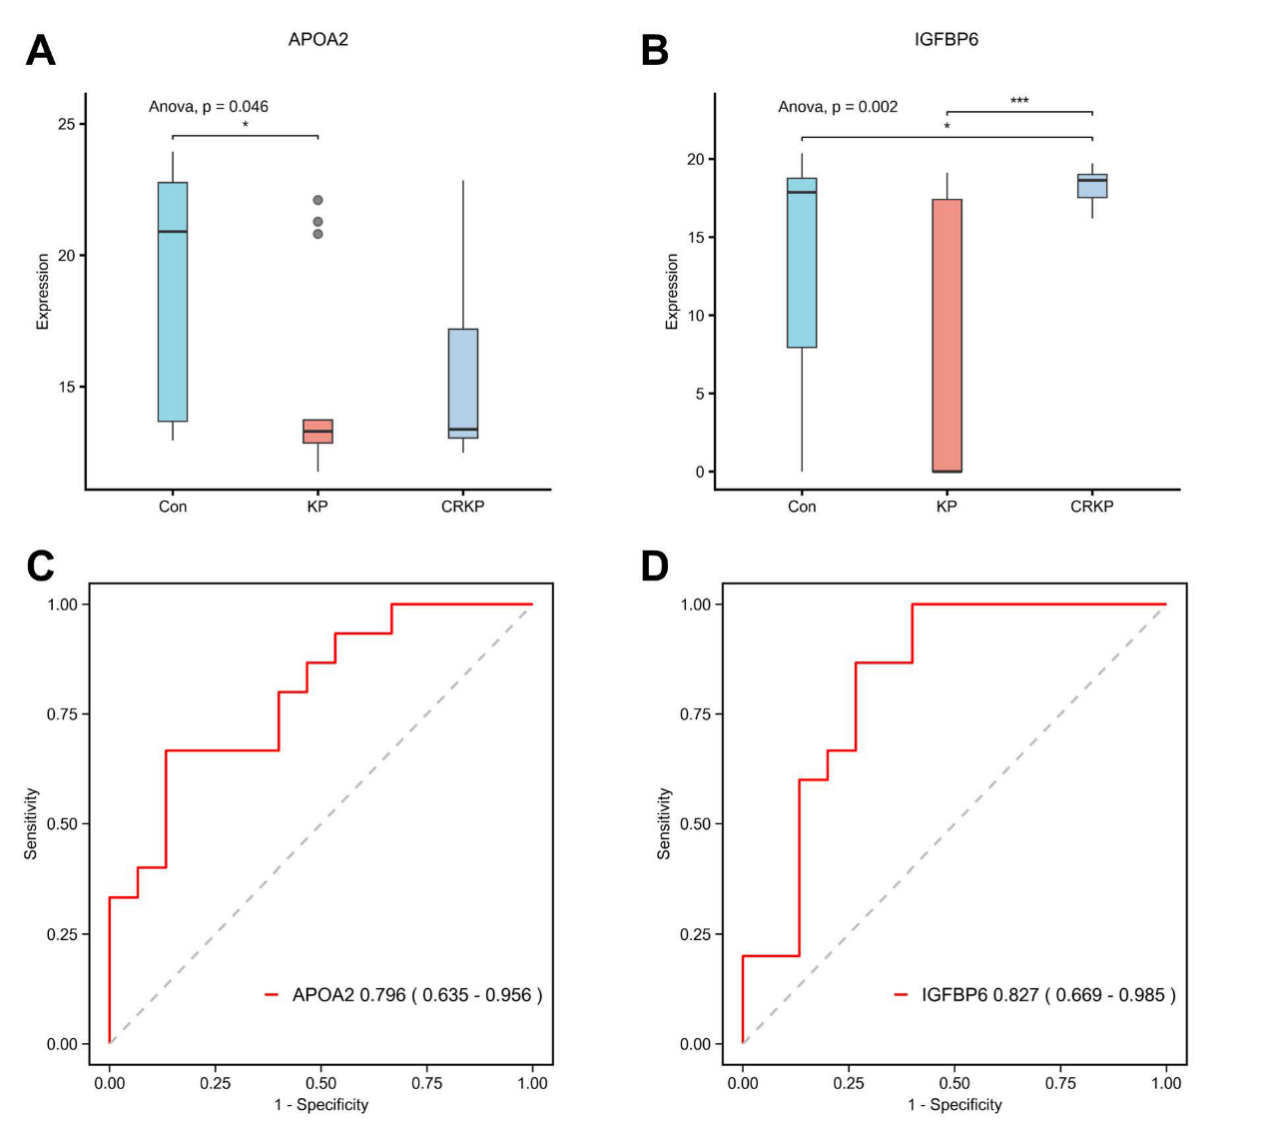 A
APOA2
Anova, p = 0.046
*
25
20
15
Expression
Con
KP
CRKP
B
IGFBP6
Anova, p = 0.002
***
*
20
15
10
5
0
Expression
Con
KP
CRKP
C
1.00
0.75
0.50
0.25
0.00
Sensitivity
APOA2 0.796 ( 0.635 - 0.956 )
0.00
0.25
0.50
0.75
1.00
1 - Specificity
D
1.00
0.75
0.50
0.25
0.00
Sensitivity
IGFBP6 0.827 ( 0.669 - 0.985 )
0.00
0.25
0.50
0.75
1.00
1 - Specificity